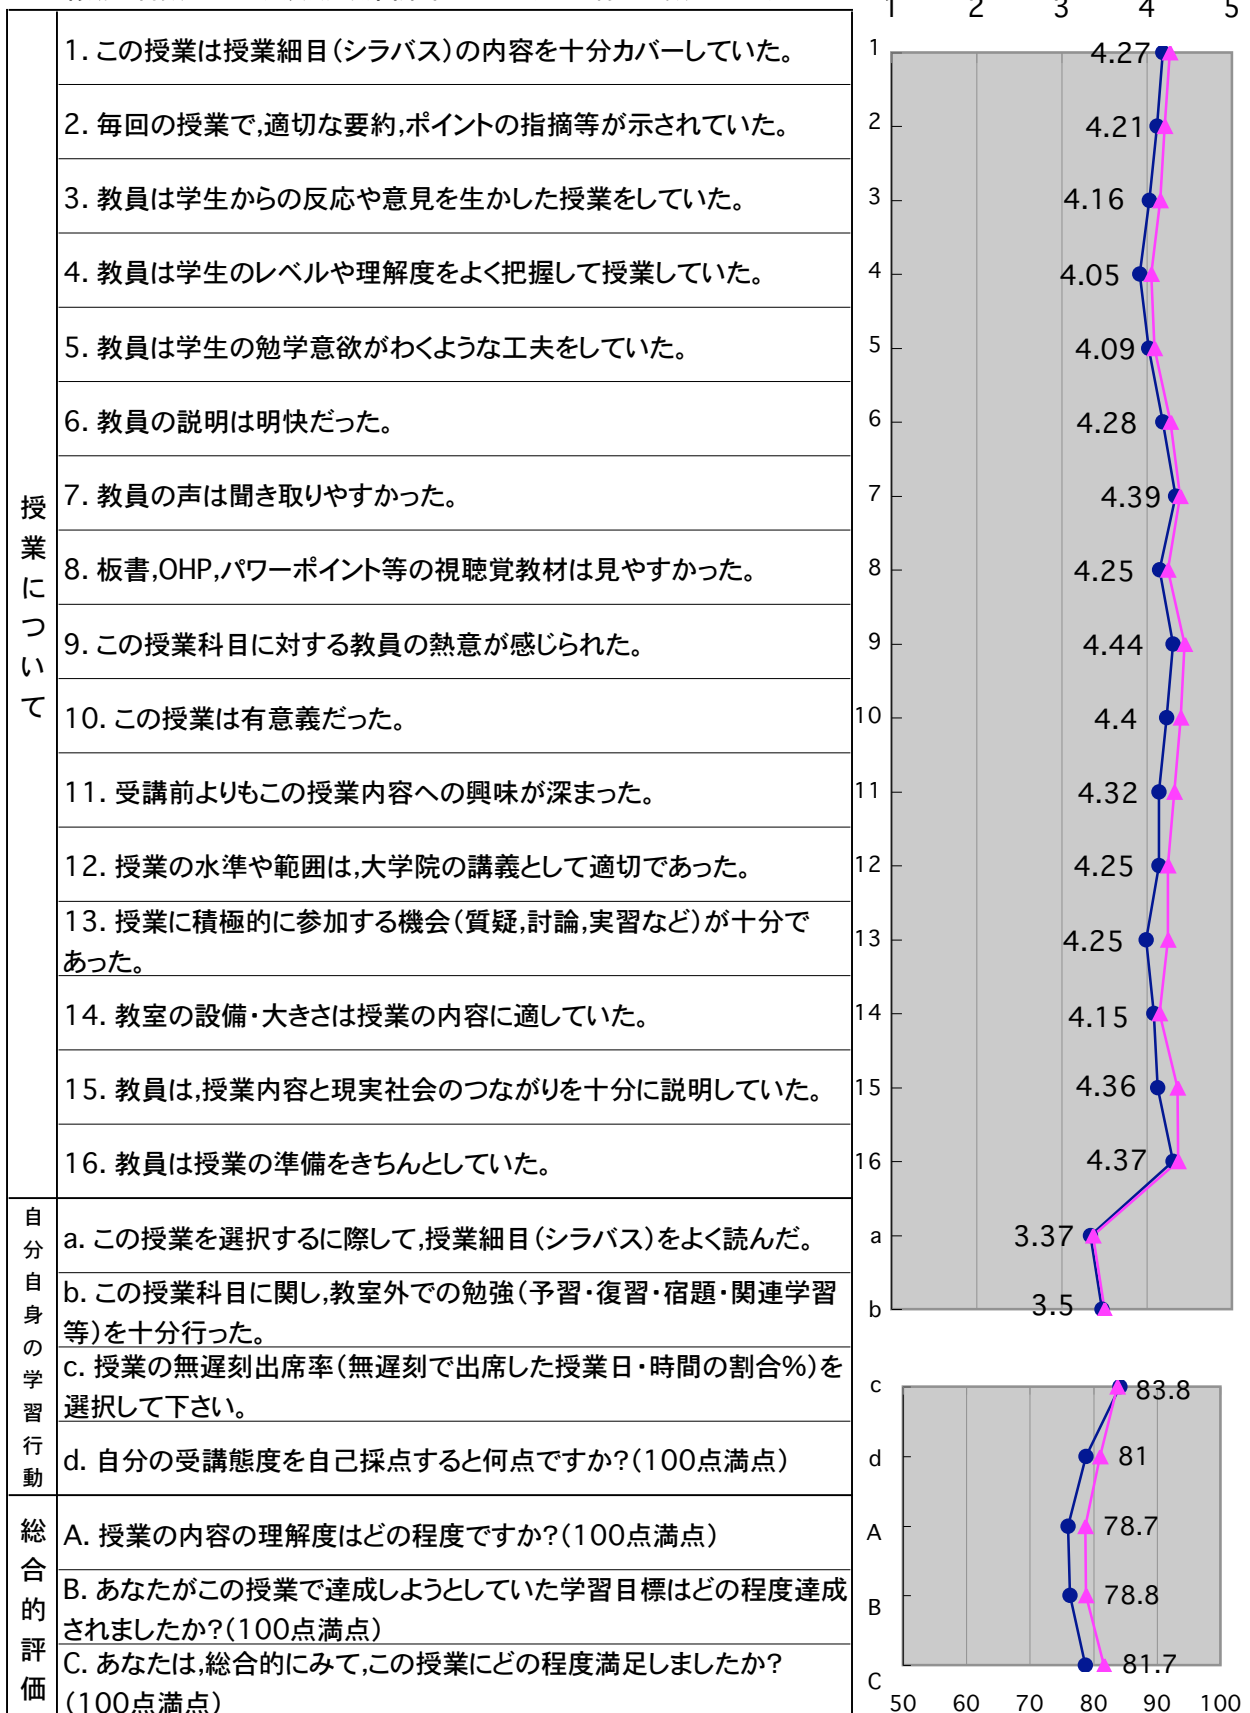 1 2 3 4 5
授業について
1. この授業は授業細目（シラバス）の内容を十分カバーしていた。
2. 毎回の授業で,適切な要約,ポイントの指摘等が示されていた。
3. 教員は学生からの反応や意見を生かした授業をしていた。
4. 教員は学生のレベルや理解度をよく把握して授業していた。
5. 教員は学生の勉学意欲がわくような工夫をしていた。
6. 教員の説明は明快だった。
7. 教員の声は聞き取りやすかった。
8. 板書,OHP,パワーポイント等の視聴覚教材は見やすかった。
9. この授業科目に対する教員の熱意が感じられた。
10. この授業は有意義だった。
11. 受講前よりもこの授業内容への興味が深まった。
12. 授業の水準や範囲は,大学院の講義として適切であった。
13. 授業に積極的に参加する機会（質疑,討論,実習など）が十分で
あった。
14. 教室の設備・大きさは授業の内容に適していた。
15. 教員は,授業内容と現実社会のつながりを十分に説明していた。
16. 教員は授業の準備をきちんとしていた。
自分自身の学習行動
a. この授業を選択するに際して,授業細目（シラバス）をよく読んだ。
b. この授業科目に関し,教室外での勉強（予習・復習・宿題・関連学習
等）を十分行った。
c. 授業の無遅刻出席率（無遅刻で出席した授業日・時間の割合%）を
選択して下さい。
d. 自分の受講態度を自己採点すると何点ですか?（100点満点）
総合的評価
A. 授業の内容の理解度はどの程度ですか?（100点満点）
B. あなたがこの授業で達成しようとしていた学習目標はどの程度達成
されましたか?（100点満点）
C. あなたは,総合的にみて,この授業にどの程度満足しましたか?
（100点満点）
1 4.27
2 4.21
3 4.16
4 4.05
5 4.09
6 4.28
7 4.39
8 4.25
9 4.44
10 4.4
11 4.32
12 4.25
13 4.25
14 4.15
15 4.36
16 4.37
a 3.37
b 3.5
c 83.8
d 81
A 78.7
B 78.8
C 81.7
50 60 70 80 90 100